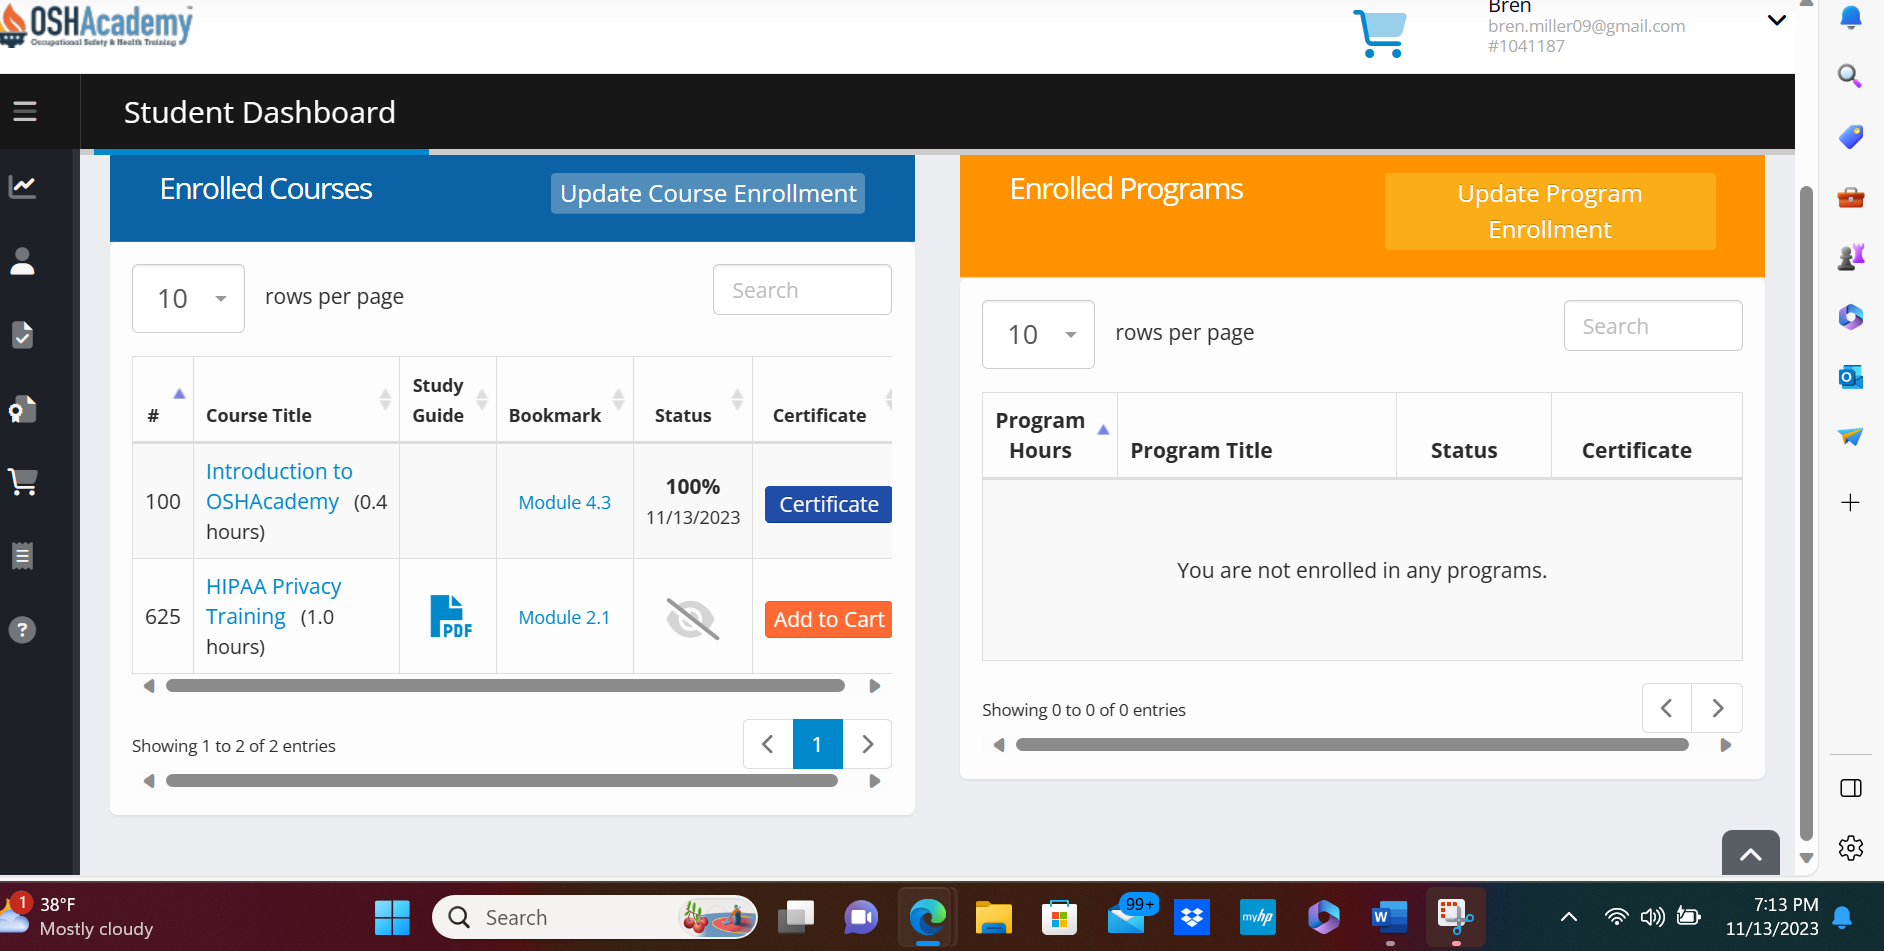 OSHAcademy
Occupational Safety & Health Training
Bren
bren.miller09@gmail.com
#1041187
Student Dashboard
Enrolled Courses
Update Course Enrollment
10
rows per page
Search
#
Course Title
Study
Guide
Bookmark
Status
Certificate
100
Introduction to
OSHAcademy (0.4
hours)
Module 4.3
100%
11/13/2023
Certificate
625
HIPAA Privacy
Training (1.0
hours)
PDF
Module 2.1
Add to Cart
Showing 1 to 2 of 2 entries
1
Enrolled Programs
Update Program
Enrollment
10
rows per page
Search
Program
Hours
Program Title
Status
Certificate
You are not enrolled in any programs.
Showing 0 to 0 of 0 entries
1
38°F
Mostly cloudy
Search
99+
myhp
W
7:13 PM
11/13/2023